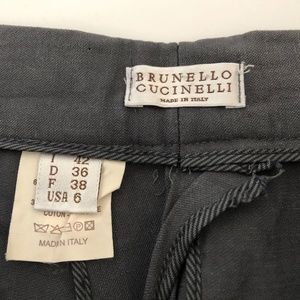 BRUNELLO
CUCINELLI
MADE IN ITALY
I 42
D 36
F 38
USA 6
COTON
MADE IN ITALY